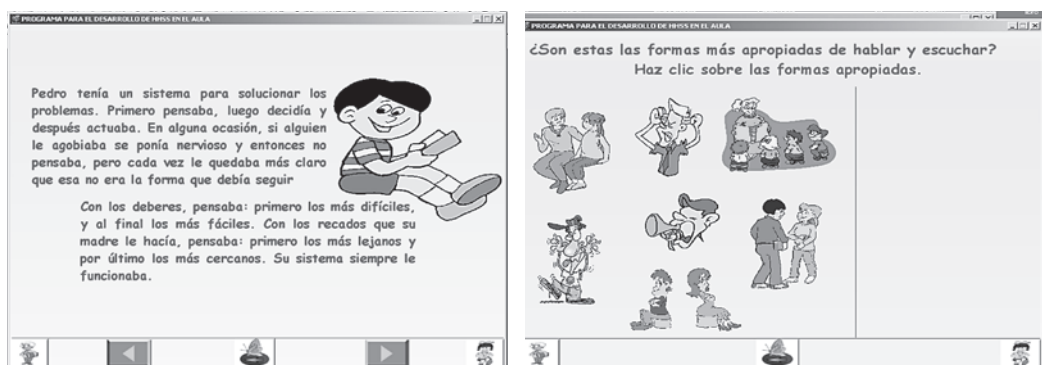 PROGRAMA PARA EL DESARROLLO DE HHSS EN EL AULA
Pedro tenía un sistema para solucionar los
problemas. Primero pensaba, luego decidía y
después actuaba. En alguna ocasión, si alguien
le agobiaba se ponía nervioso y entonces no
pensaba, pero cada vez le quedaba más claro
que esa no era la forma que debía seguir
Con los deberes, pensaba: primero los más difíciles,
y al final los más fáciles. Con los recados que su
madre le hacía, pensaba: primero los más lejanos y
por último los más cercanos. Su sistema siempre le
funcionaba.
PROGRAMA PARA EL DESARROLLO DE HHSS EN EL AULA
¿Son estas las formas más apropiadas de hablar y escuchar?
Haz clic sobre las formas apropiadas.